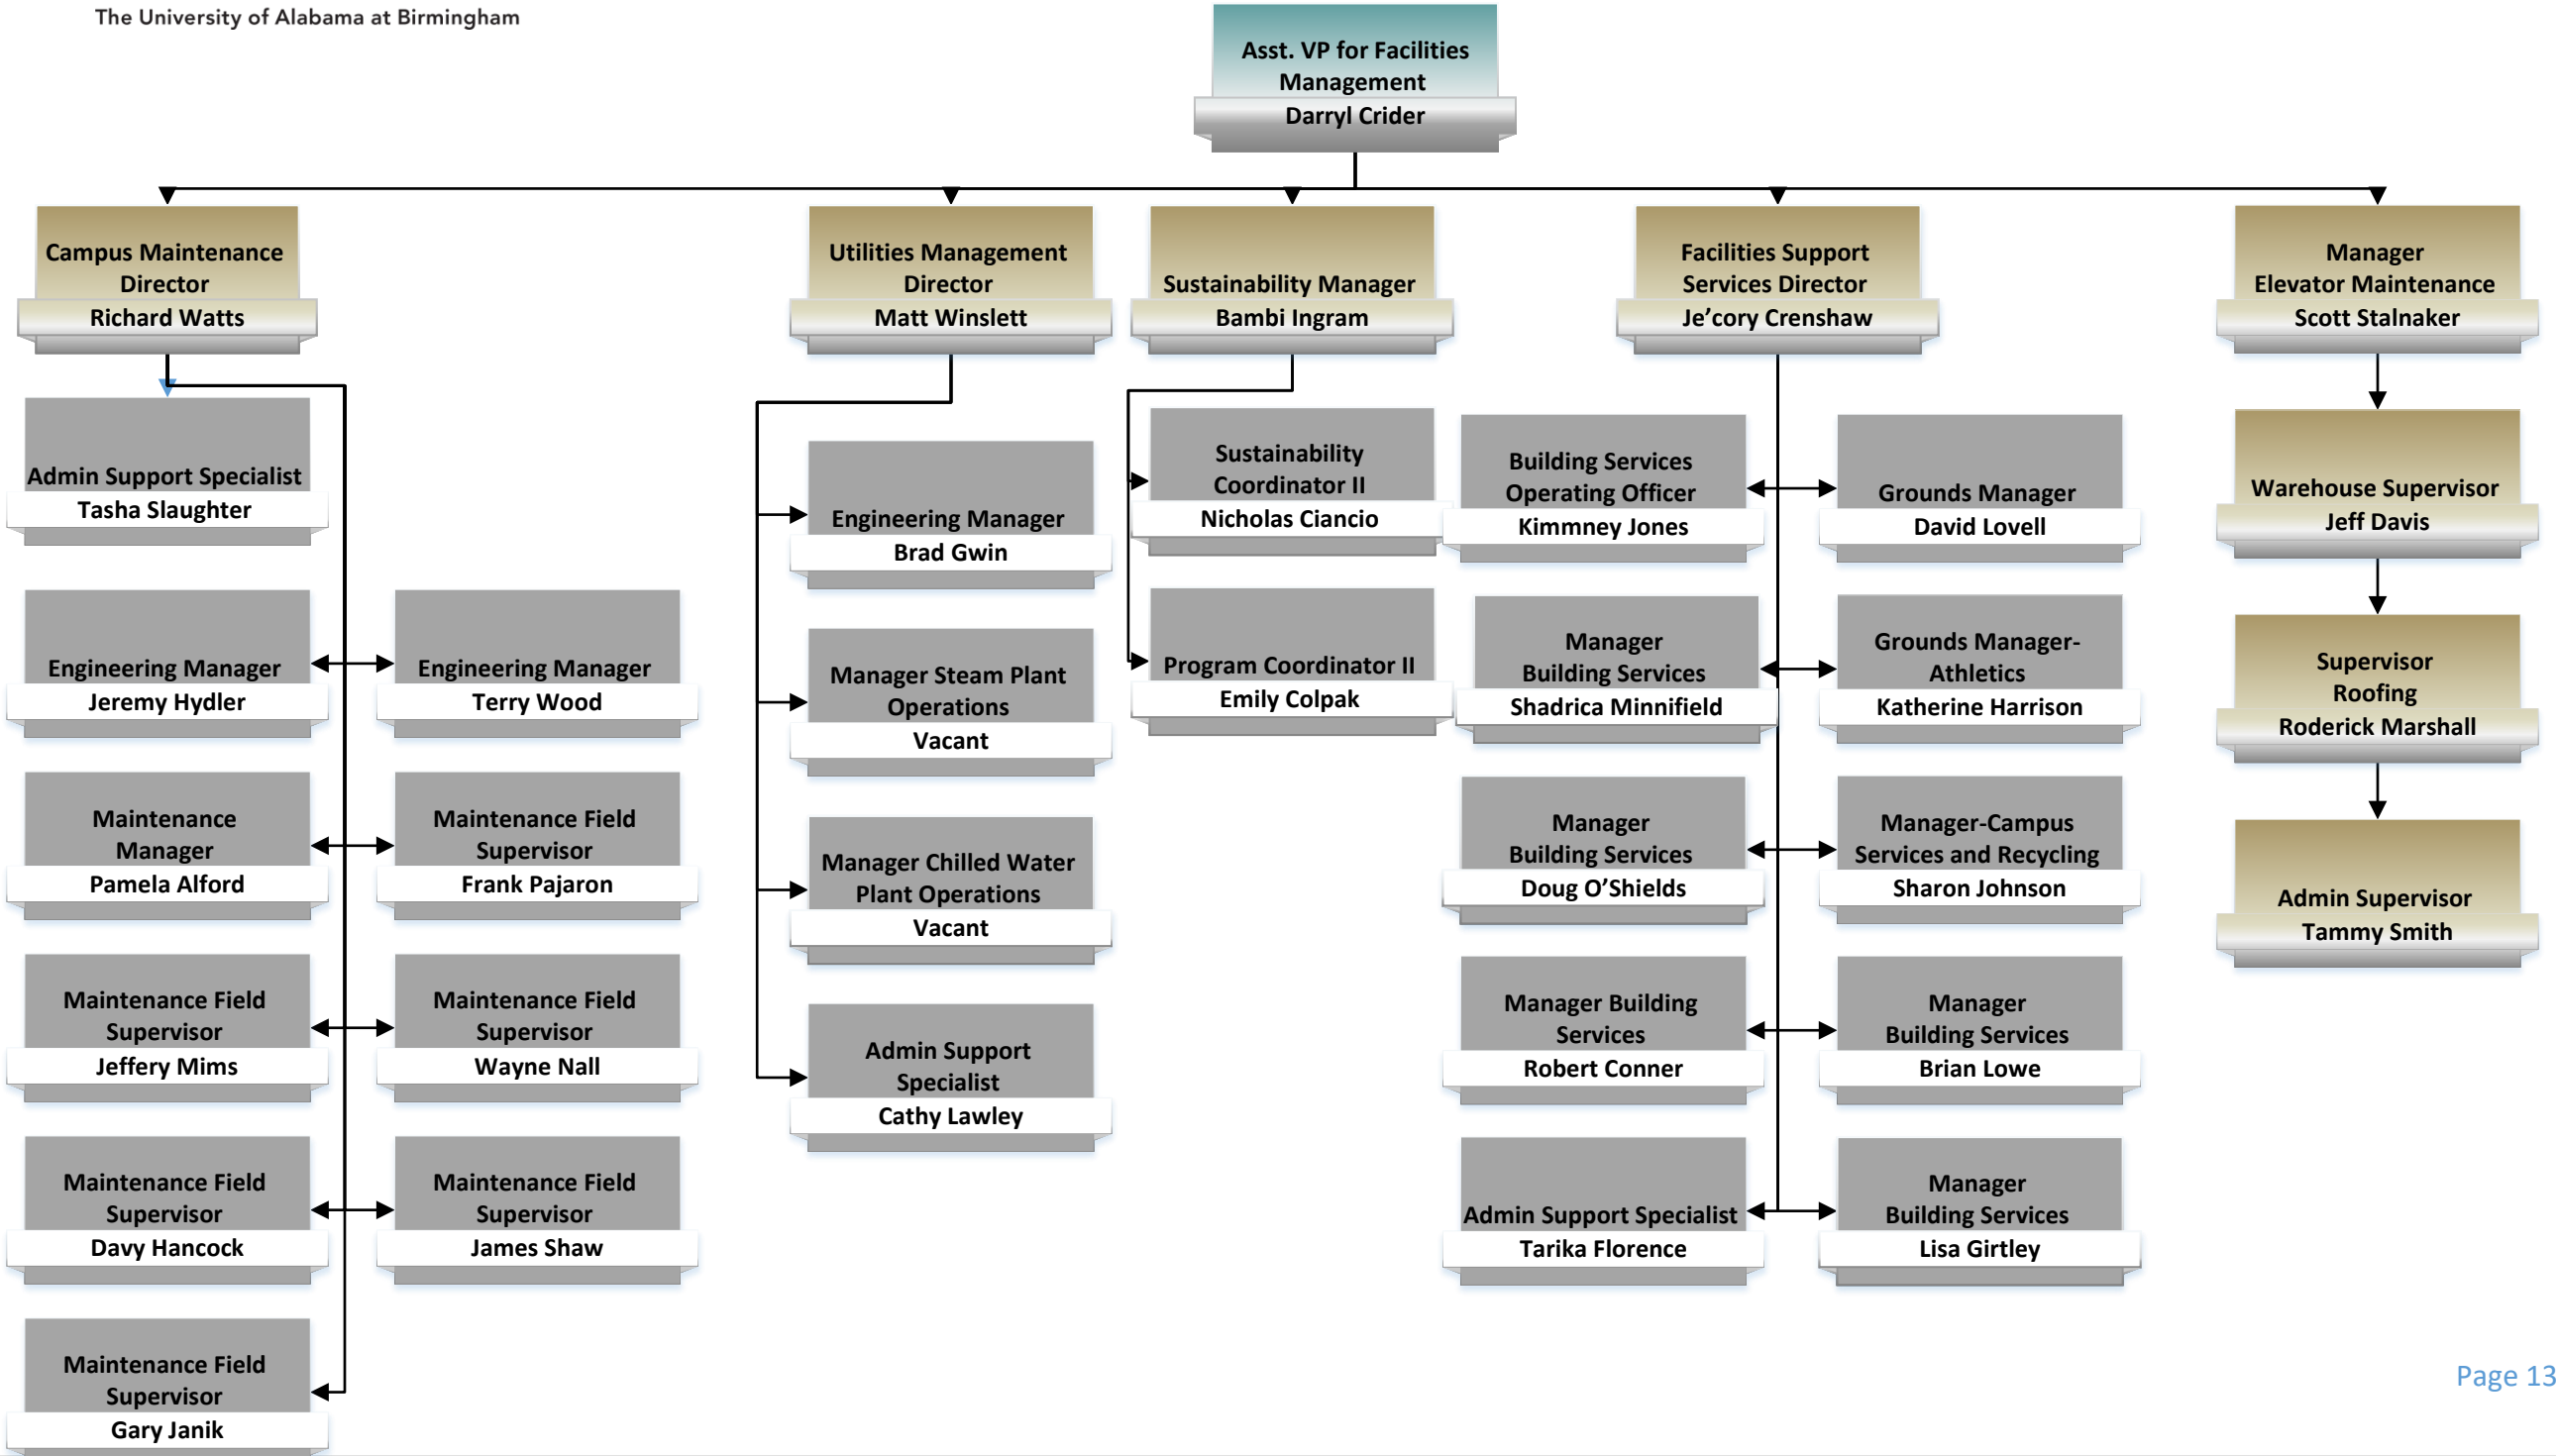 The University of Alabama at Birmingham
Asst. VP for Facilities
Management
Darryl Crider
Campus Maintenance
Director
Richard Watts
Utilities Management
Director
Matt Winslett
Sustainability Manager
Bambi Ingram
Facilities Support
Services Director
Je’cory Crenshaw
Manager
Elevator Maintenance
Scott Stalnaker
Admin Support Specialist
Tasha Slaughter
Engineering Manager
Jeremy Hydler
Engineering Manager
Terry Wood
Maintenance
Manager
Pamela Alford
Maintenance Field
Supervisor
Frank Pajaron
Maintenance Field
Supervisor
Jeffery Mims
Maintenance Field
Supervisor
Wayne Nall
Maintenance Field
Supervisor
Davy Hancock
Maintenance Field
Supervisor
James Shaw
Maintenance Field
Supervisor
Gary Janik
Engineering Manager
Brad Gwin
Manager Steam Plant
Operations
Vacant
Manager Chilled Water
Plant Operations
Vacant
Admin Support
Specialist
Cathy Lawley
Sustainability
Coordinator II
Nicholas Ciancio
Program Coordinator II
Emily Colpak
Building Services
Operating Officer
Kimmney Jones
Grounds Manager
David Lovell
Manager
Building Services
Shadrica Minnifield
Grounds Manager-
Athletics
Katherine Harrison
Manager
Building Services
Doug O’Shields
Manager-Campus
Services and Recycling
Sharon Johnson
Manager Building
Services
Robert Conner
Manager
Building Services
Brian Lowe
Admin Support Specialist
Tarika Florence
Manager
Building Services
Lisa Girtley
Warehouse Supervisor
Jeff Davis
Supervisor
Roofing
Roderick Marshall
Admin Supervisor
Tammy Smith
Page 13